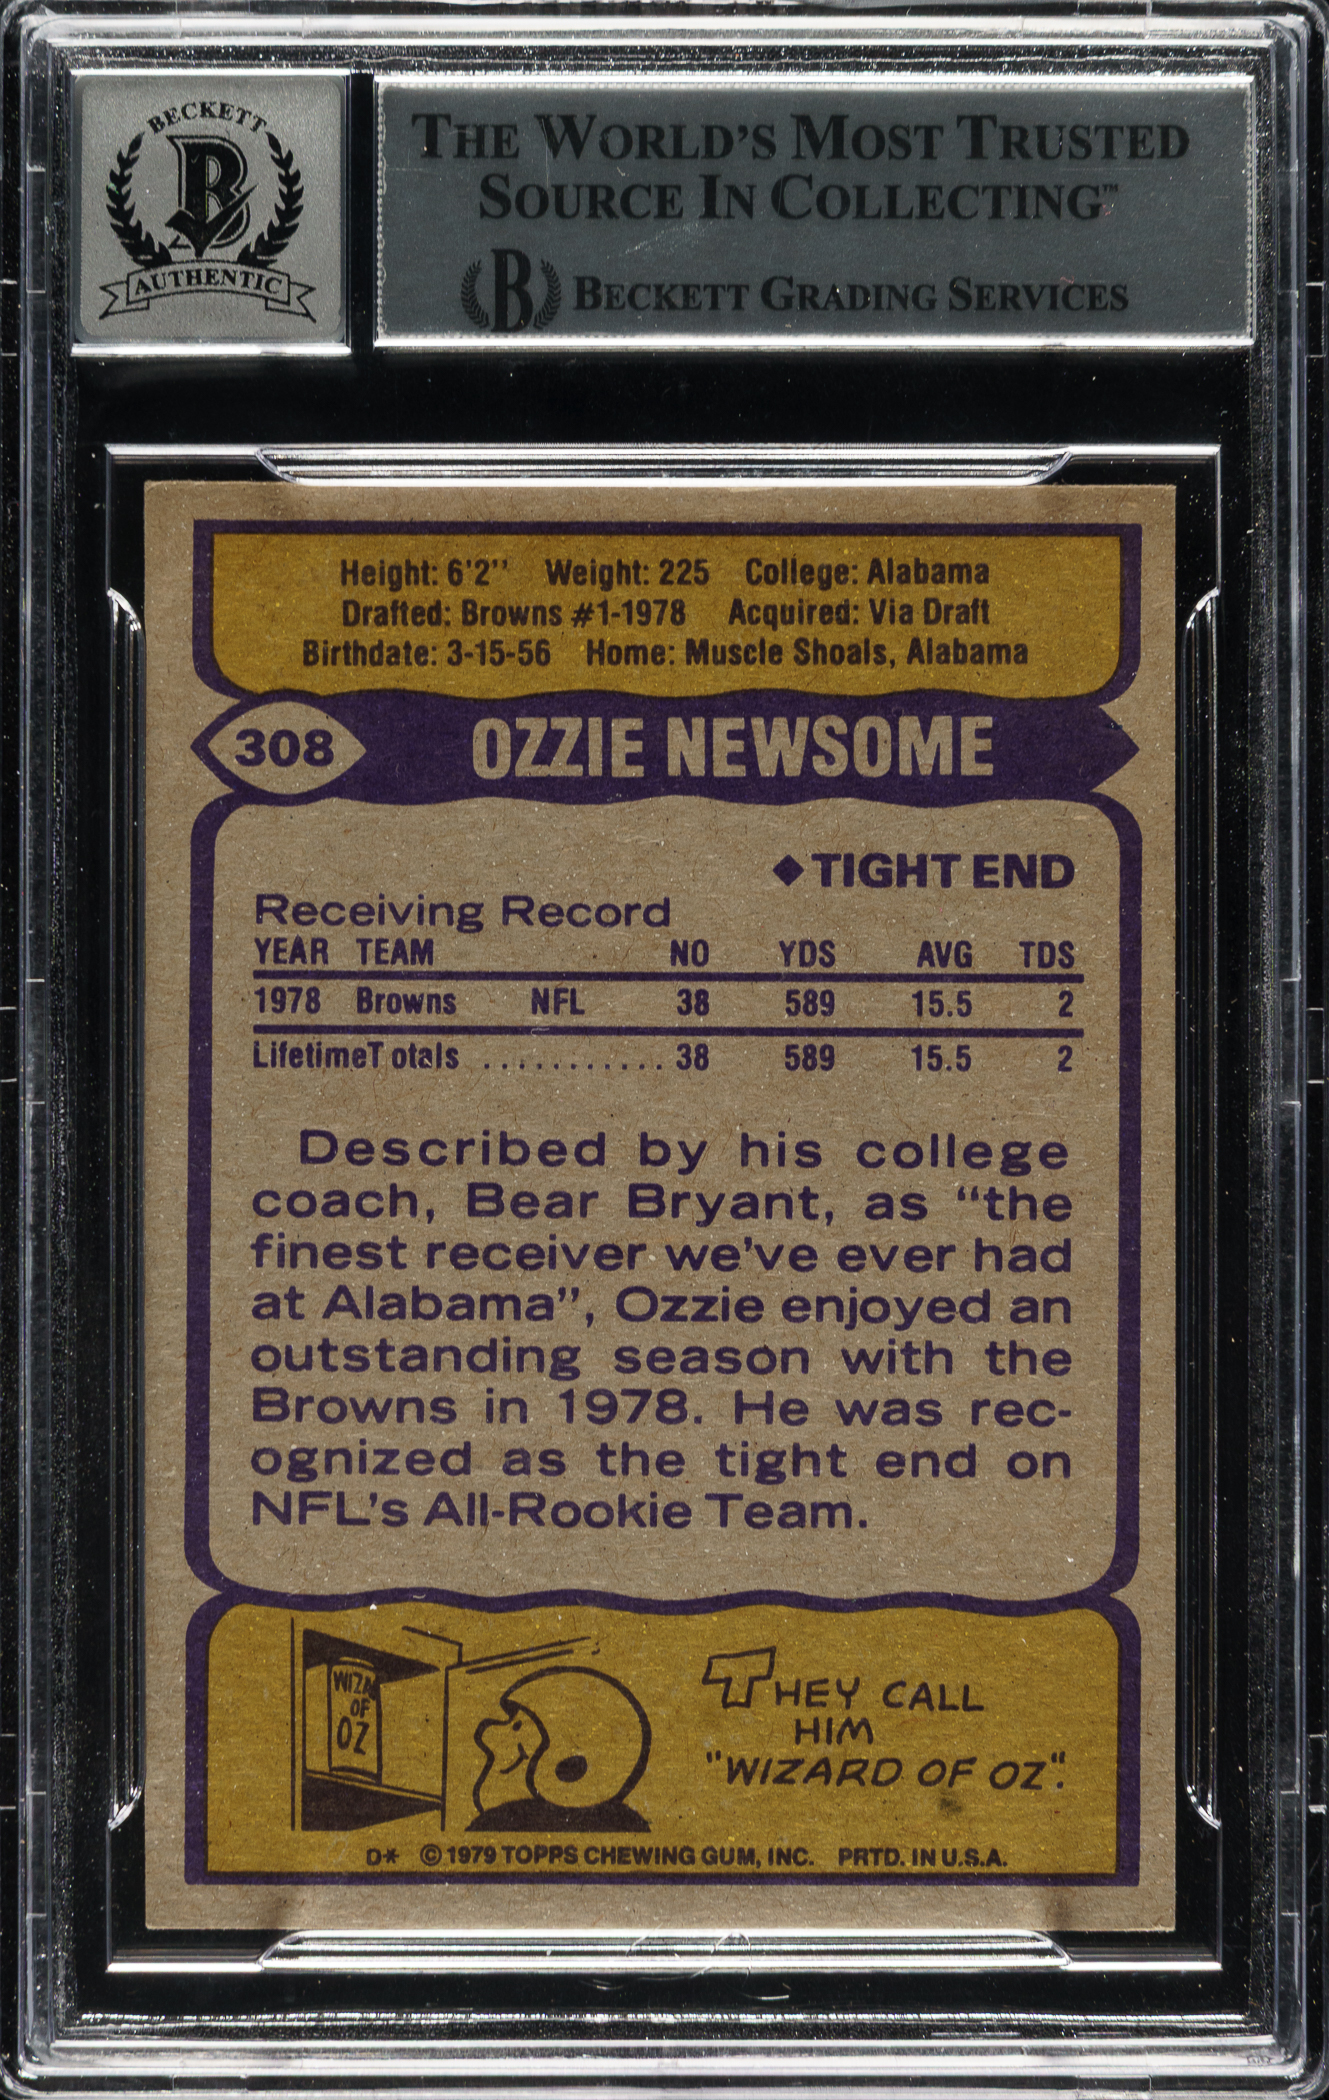 BECKETT
B
AUTHENTIC
THE WORLD'S MOST TRUSTED
SOURCE IN COLLECTING™
B BECKETT GRADING SERVICES
Height: 6'2'' Weight: 225 College: Alabama
Drafted: Browns #1-1978 Acquired: Via Draft
Birthdate: 3-15-56 Home: Muscle Shoals, Alabama
308 OZZIE NEWSOME
◆TIGHT END
Receiving Record
YEAR TEAM NO YDS AVG TDS
1978 Browns NFL 38 589 15.5 2
LifetimeT otals ........... 38 589 15.5 2
Described by his college
coach, Bear Bryant, as “the
finest receiver we've ever had
at Alabama”, Ozzie enjoyed an
outstanding season with the
Browns in 1978. He was rec-
ognized as the tight end on
NFL's All-Rookie Team.
WIZA
OF
OZ
THEY CALL
HIM
"WIZARD OF OZ".
D* © 1979 TOPPS CHEWING GUM, INC. PRTD. IN U.S.A.